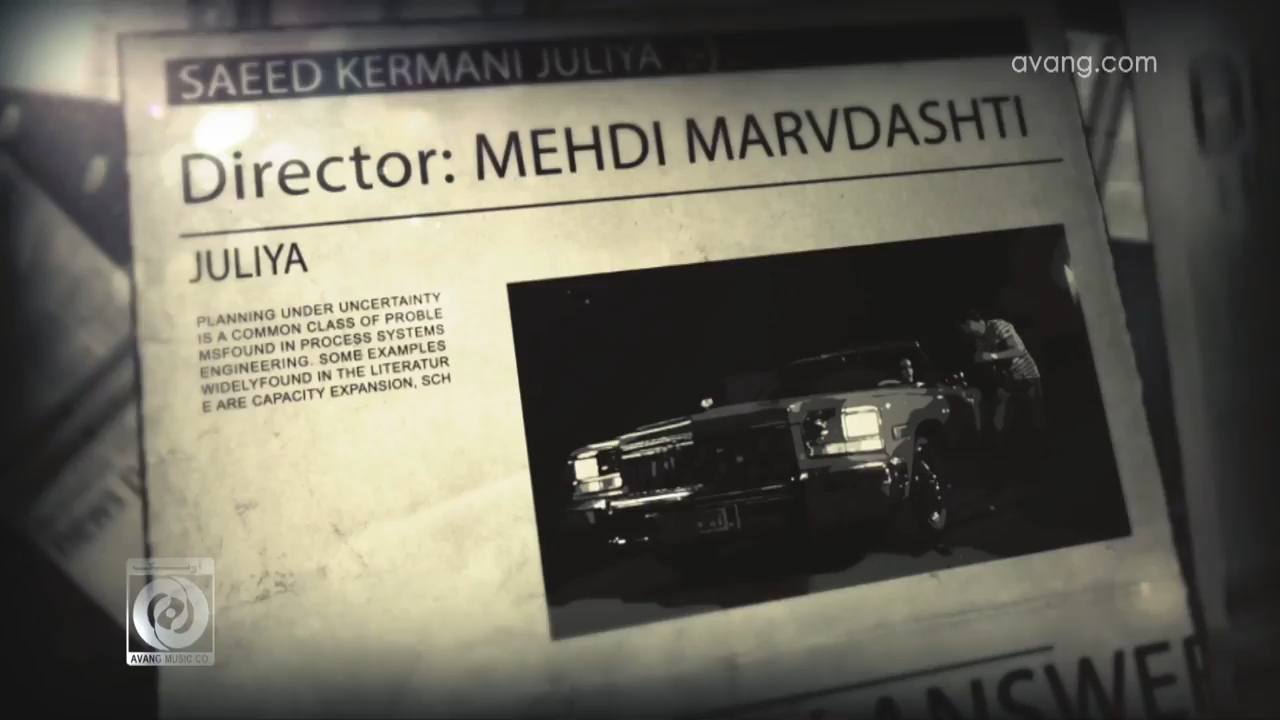 SAEED KERMANI JULIYA
avang.com
Director: MEHDI MARVDASHTI
JULIYA
PLANNING UNDER UNCERTAINTY
IS A COMMON CLASS OF PROBLE
MSFOUND IN PROCESS SYSTEMS
ENGINEERING. SOME EXAMPLES
WIDELYFOUND IN THE LITERATUR
E ARE CAPACITY EXPANSION, SCH
AVANG MUSIC CO
ANSWER